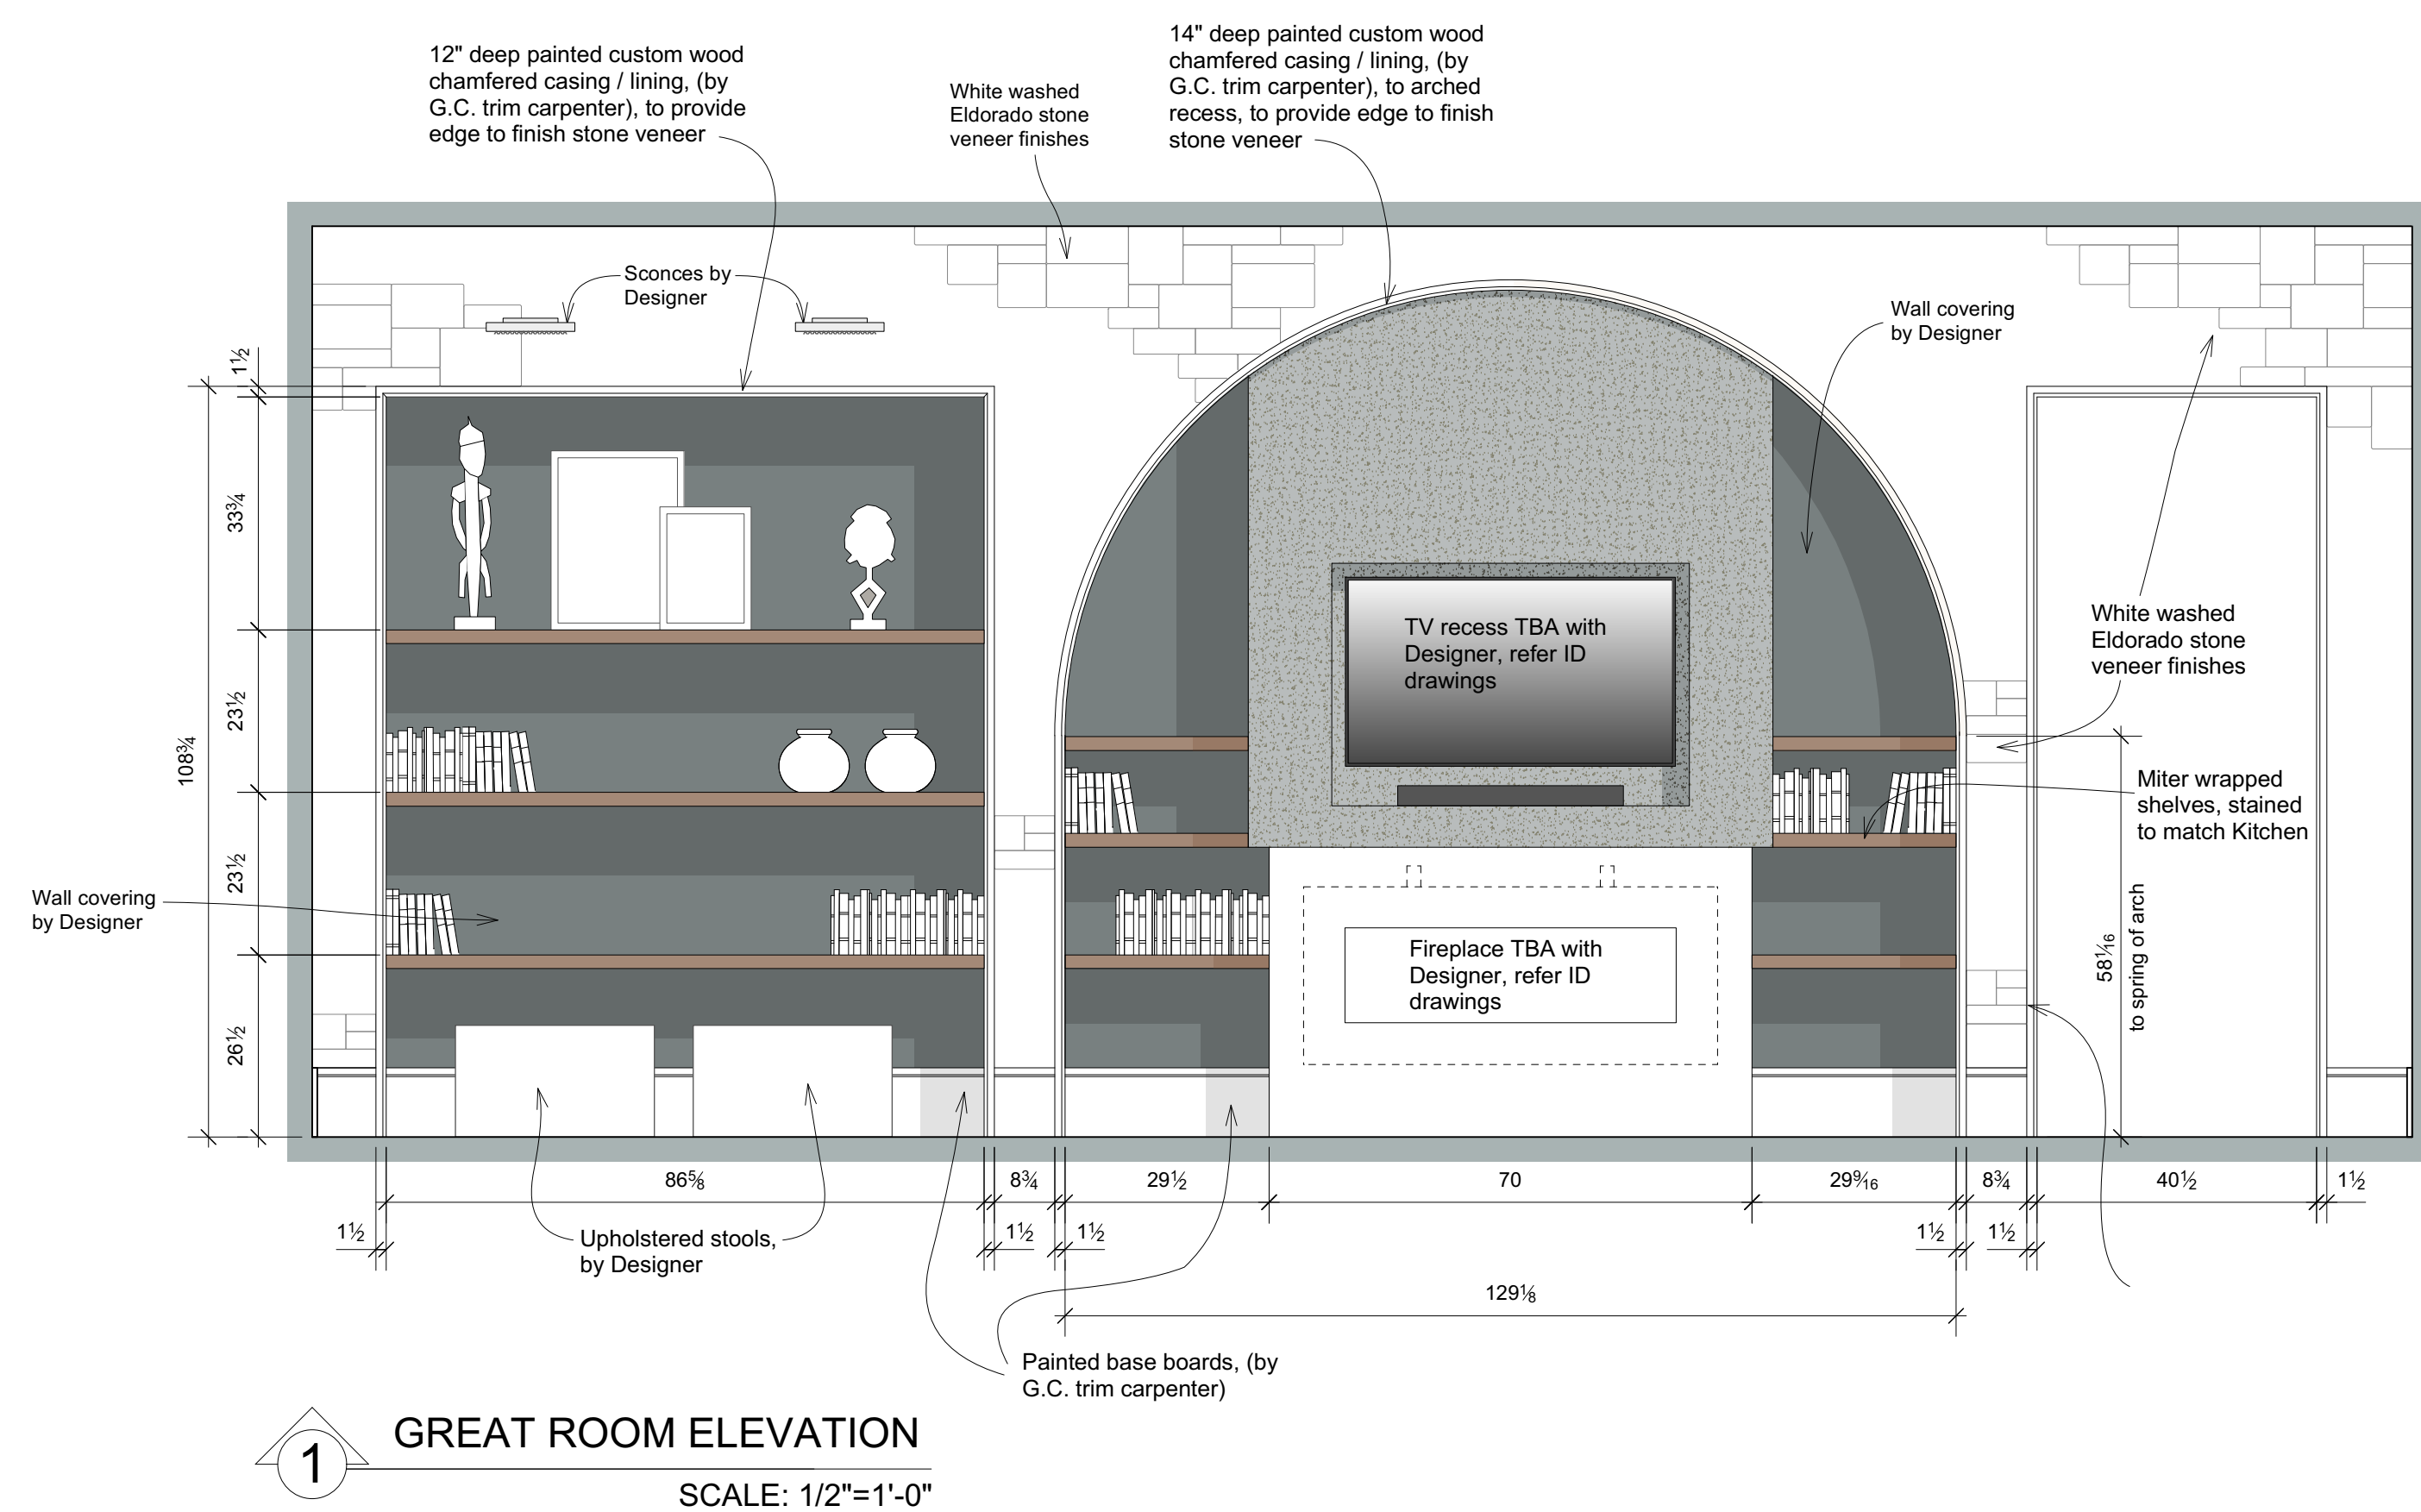 12" deep painted custom wood
chamfered casing / lining, (by
G.C. trim carpenter), to provide
edge to finish stone veneer
White washed
Eldorado stone
veneer finishes
14" deep painted custom wood
chamfered casing / lining, (by
G.C. trim carpenter), to arched
recess, to provide edge to finish
stone veneer
Sconces by
Designer
Wall covering
by Designer
1½
33¾
23½
23½
26½
108¾
TV recess TBA with
Designer, refer ID
drawings
White washed
Eldorado stone
veneer finishes
Miter wrapped
shelves, stained
to match Kitchen
Wall covering
by Designer
Fireplace TBA with
Designer, refer ID
drawings
58 1⁄16
to spring of arch
86⅝
8¾
29½
70
29 9⁄16
8¾
40½
1½
1½
1½
1½
1½
1½
Upholstered stools,
by Designer
129⅛
Painted base boards, (by
G.C. trim carpenter)
1
GREAT ROOM ELEVATION
SCALE: 1/2"=1'-0"